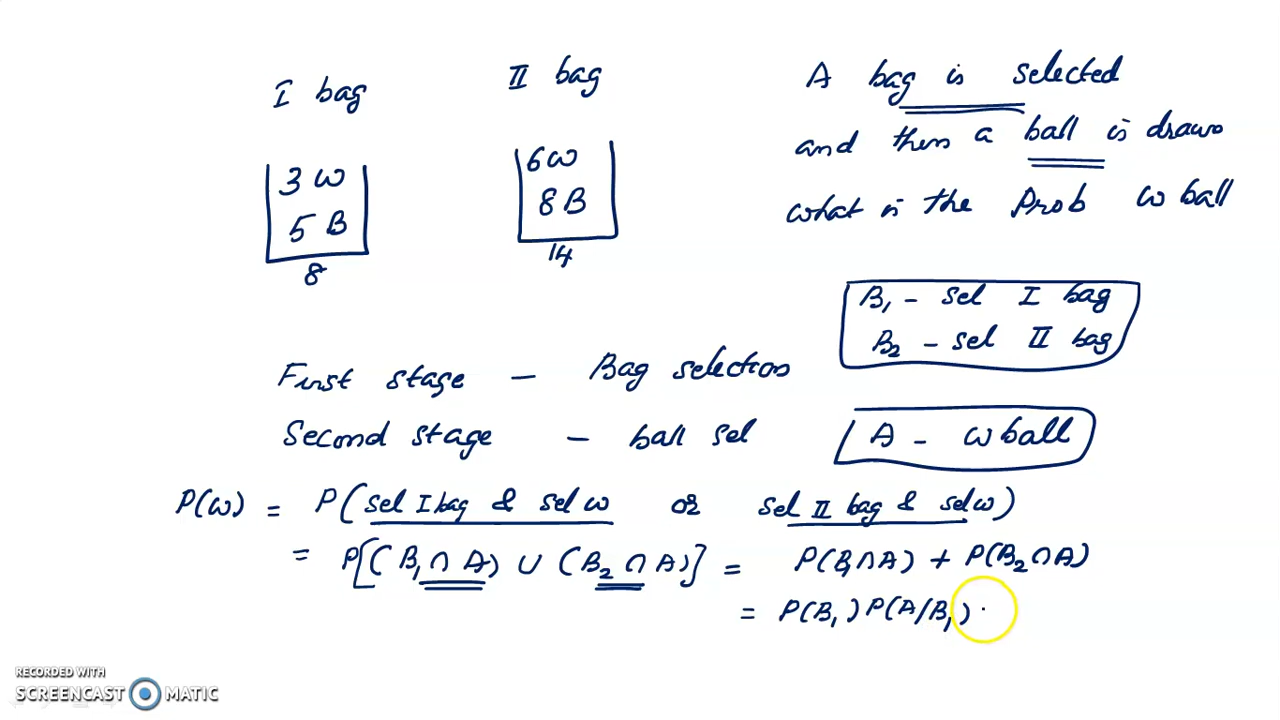 I bag
II bag
3 W
5 B
8
6W
8 B
14
A bag is selected
and then a ball is drawn
what is the Prob W ball
B₁ - sel I bag
B₂ - sel II bag
First stage - Bag selection
Second stage - ball sel
A - W ball
P(W) = P(sel I bag & sel W or sel II bag & sel W)
= P[(B₁ ∩ A) ∪ (B₂ ∩ A)] = P(B₁∩A) + P(B₂∩A)
= P(B₁) P(A/B₁)
RECORDED WITH
SCREENCAST MATIC